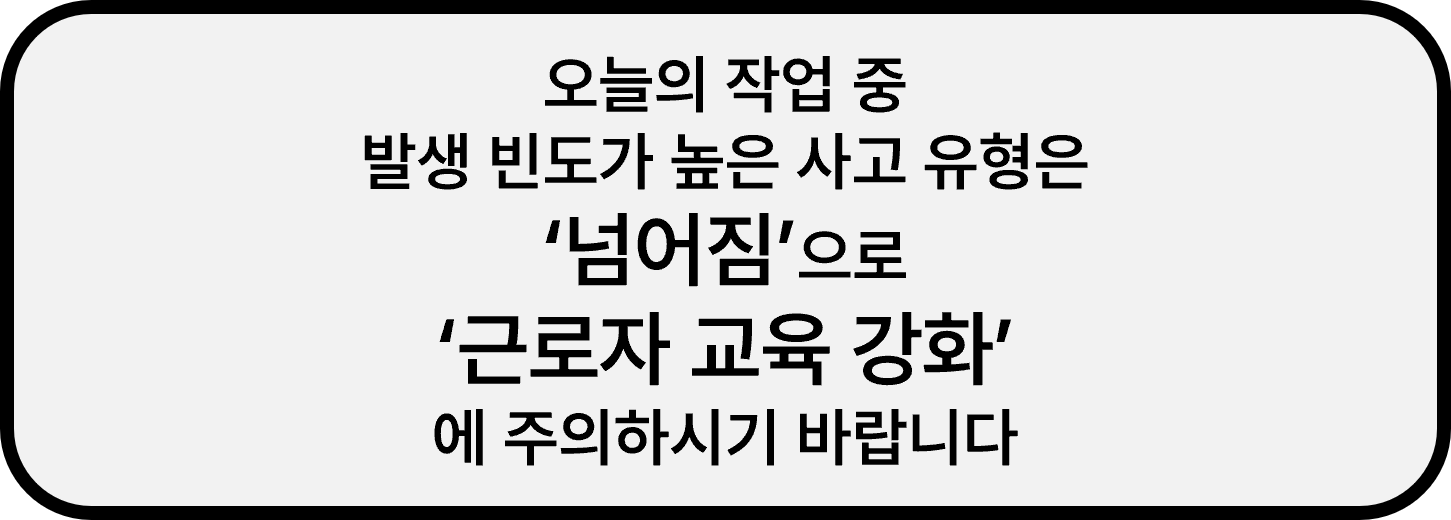 오늘의 작업 중
발생 빈도가 높은 사고 유형은
‘넘어짐’으로
‘근로자 교육 강화’
에 주의하시기 바랍니다